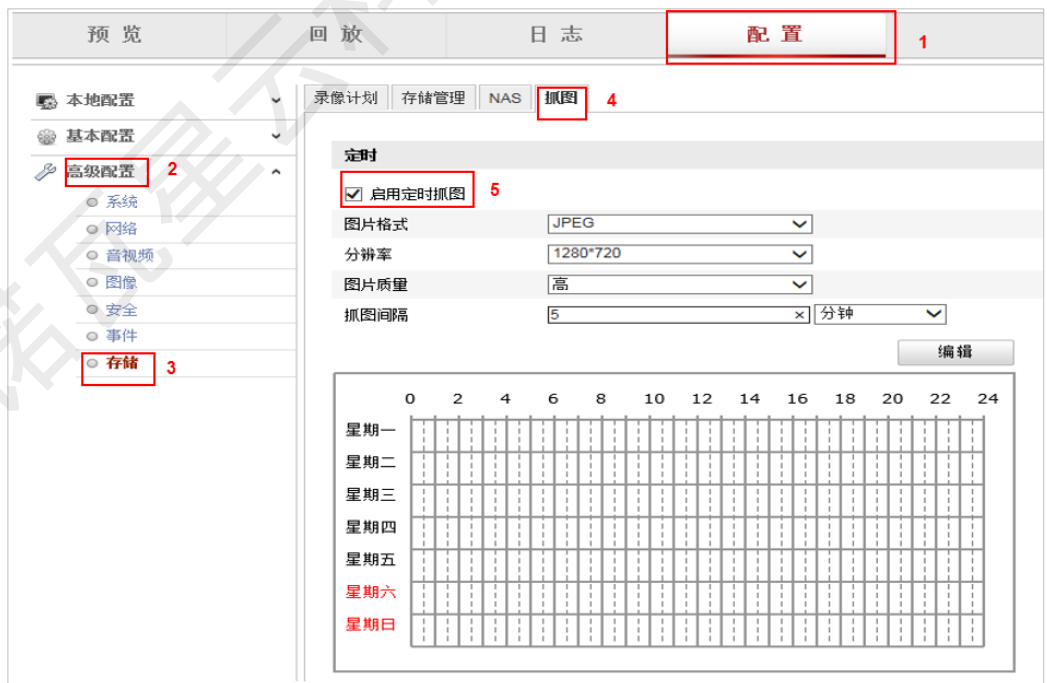 预览 回放 日志 配置 1
本地配置
基本配置
高级配置 2
系统
网络
音视频
图像
安全
事件
存储 3
录像计划 存储管理 NAS 抓图 4
定时
启用定时抓图 5
图片格式 JPEG
分辨率 1280*720
图片质量 高
抓图间隔 5 × 分钟
编辑
0 2 4 6 8 10 12 14 16 18 20 22 24
星期一
星期二
星期三
星期四
星期五
星期六
星期日
诺瓦星云科